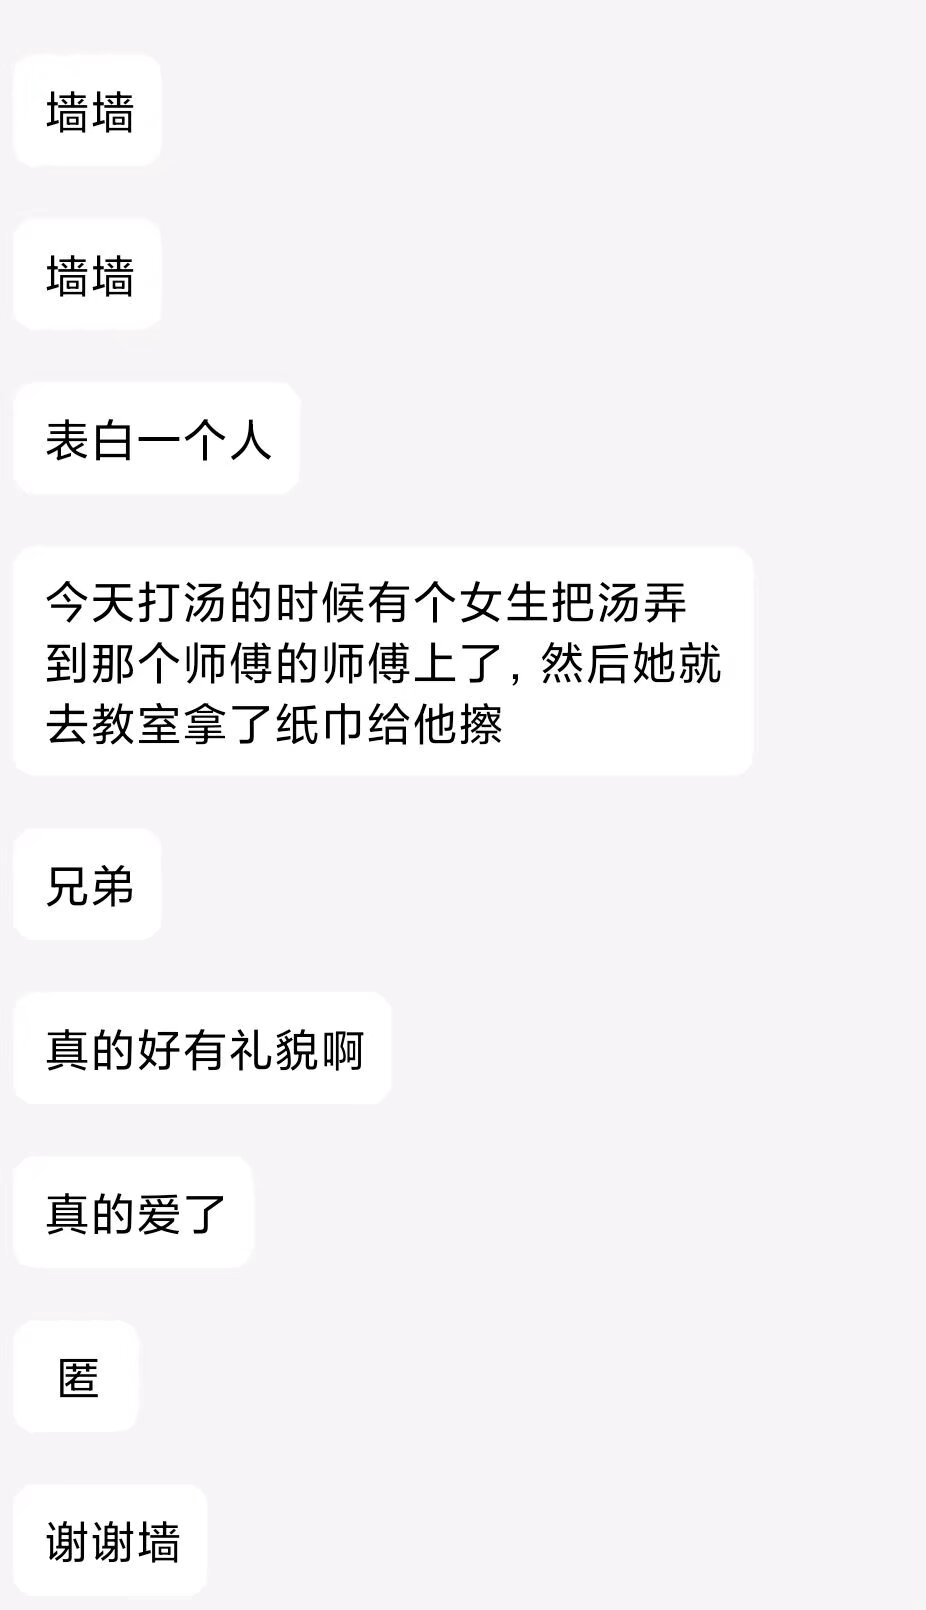 墙墙
墙墙
表白一个人
今天打汤的时候有个女生把汤弄
到那个师傅的师傅上了，然后她就
去教室拿了纸巾给他擦
兄弟
真的好有礼貌啊
真的爱了
匿
谢谢墙